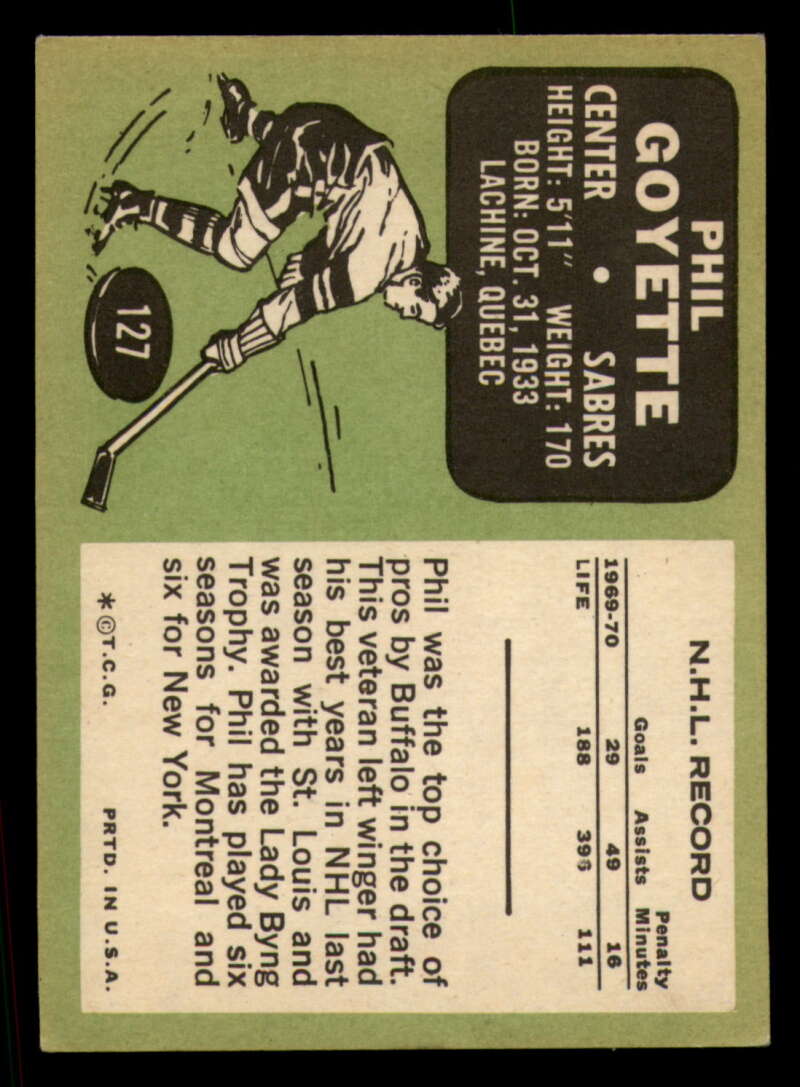 PHIL
GOYETTE
CENTER • SABRES
HEIGHT: 5'11" WEIGHT: 170
BORN: OCT. 31, 1933
LACHINE, QUEBEC
127
N.H.L. RECORD
Penalty
Goals Assists Minutes
1969-70 29 49 16
LIFE 188 396 111
Phil was the top choice of
pros by Buffalo in the draft.
This veteran left winger had
his best years in NHL last
season with St. Louis and
was awarded the Lady Byng
Trophy. Phil has played six
seasons for Montreal and
six for New York.
*©T.C.G. PRTD. IN U.S.A.